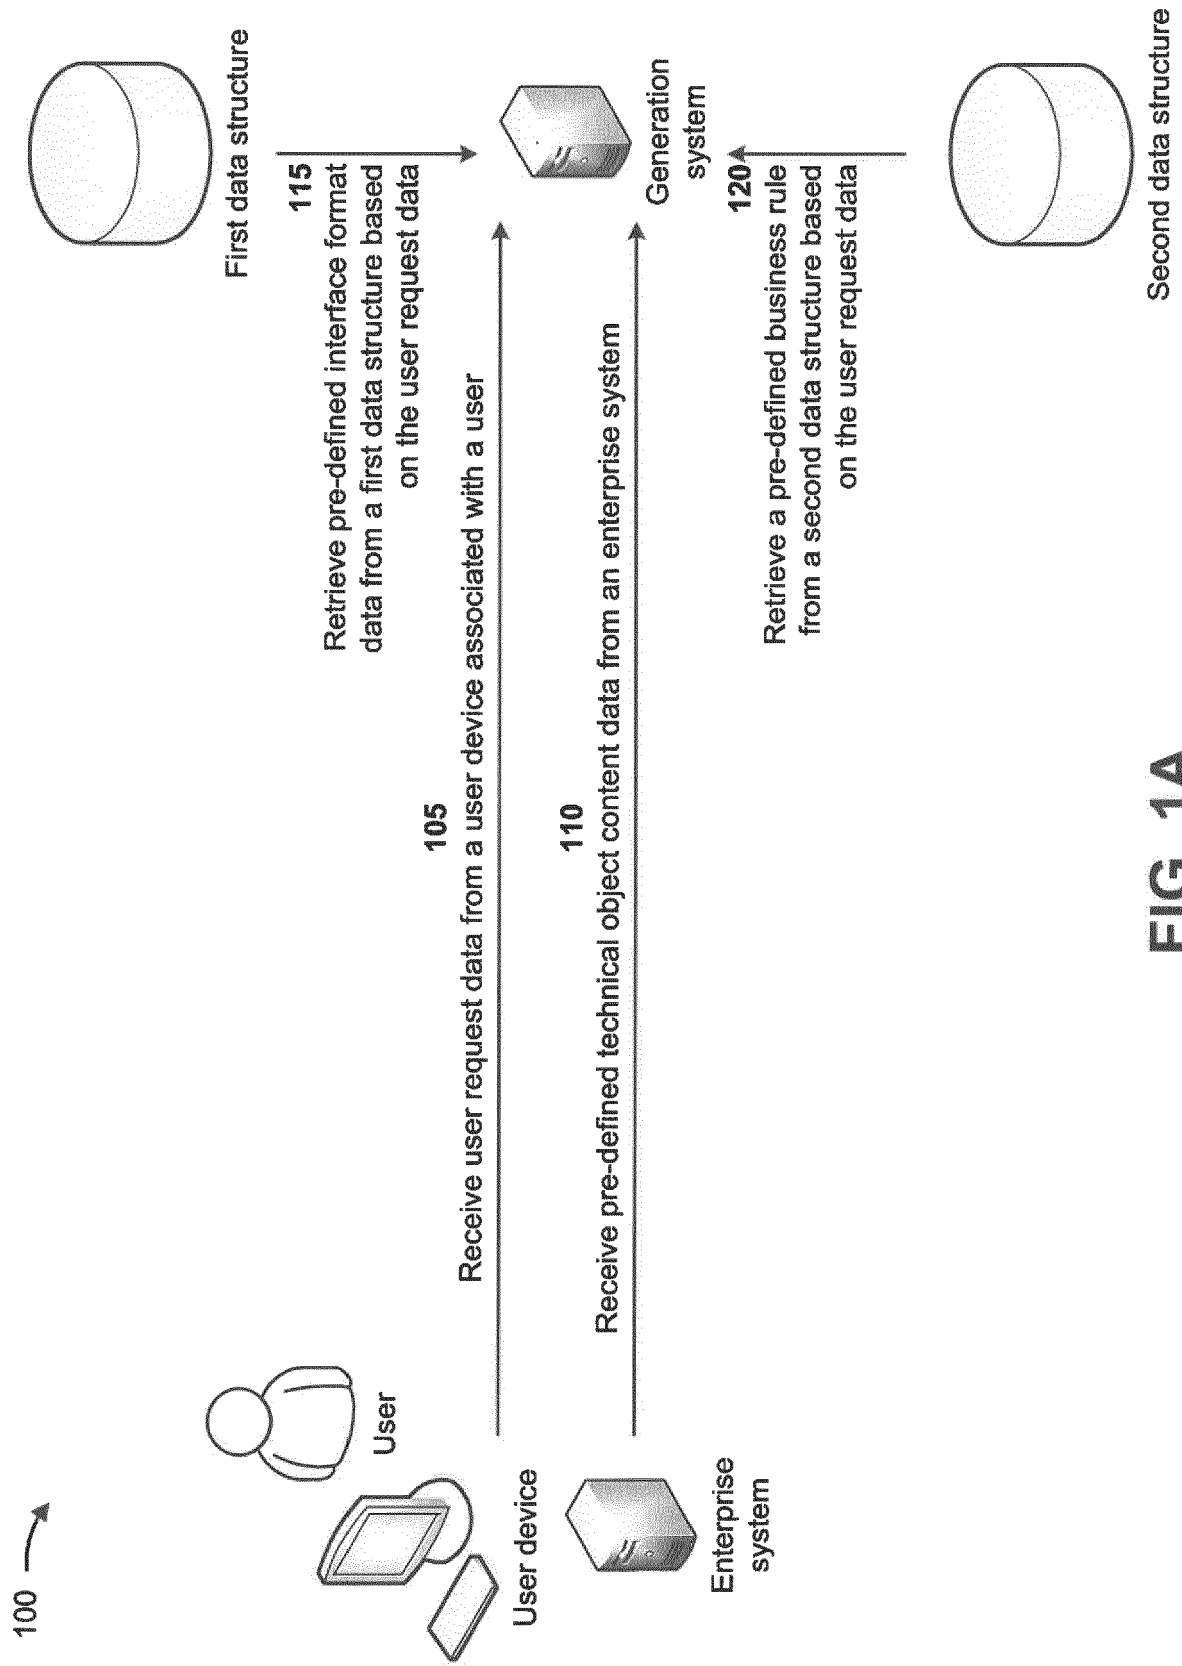 100
User
User device
Enterprise
system
105
Receive user request data from a user device associated with a user
110
Receive pre-defined technical object content data from an enterprise system
First data structure
115
Retrieve pre-defined interface format
data from a first data structure based
on the user request data
Generation
system
120
Retrieve a pre-defined business rule
from a second data structure based
on the user request data
Second data structure
FIG. 1A